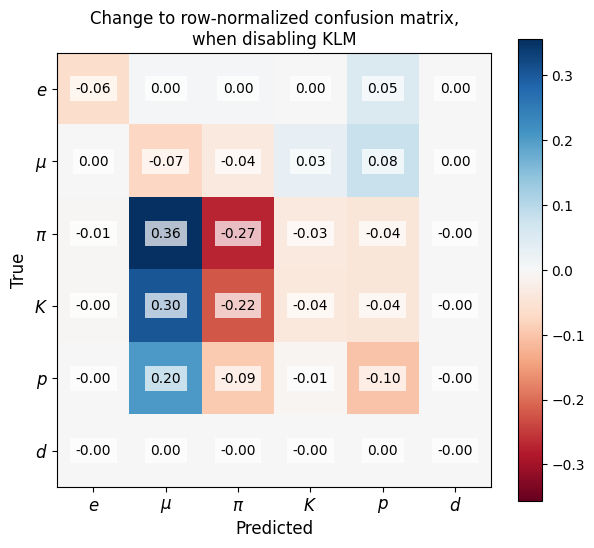 Change to row-normalized confusion matrix,
when disabling KLM
e -0.06 0.00 0.00 0.00 0.05 0.00
μ 0.00 -0.07 -0.04 0.03 0.08 0.00
π -0.01 0.36 -0.27 -0.03 -0.04 -0.00
K -0.00 0.30 -0.22 -0.04 -0.04 -0.00
p -0.00 0.20 -0.09 -0.01 -0.10 -0.00
d -0.00 0.00 -0.00 -0.00 0.00 -0.00
e μ π K p d
Predicted
True
0.3
0.2
0.1
0.0
−0.1
−0.2
−0.3